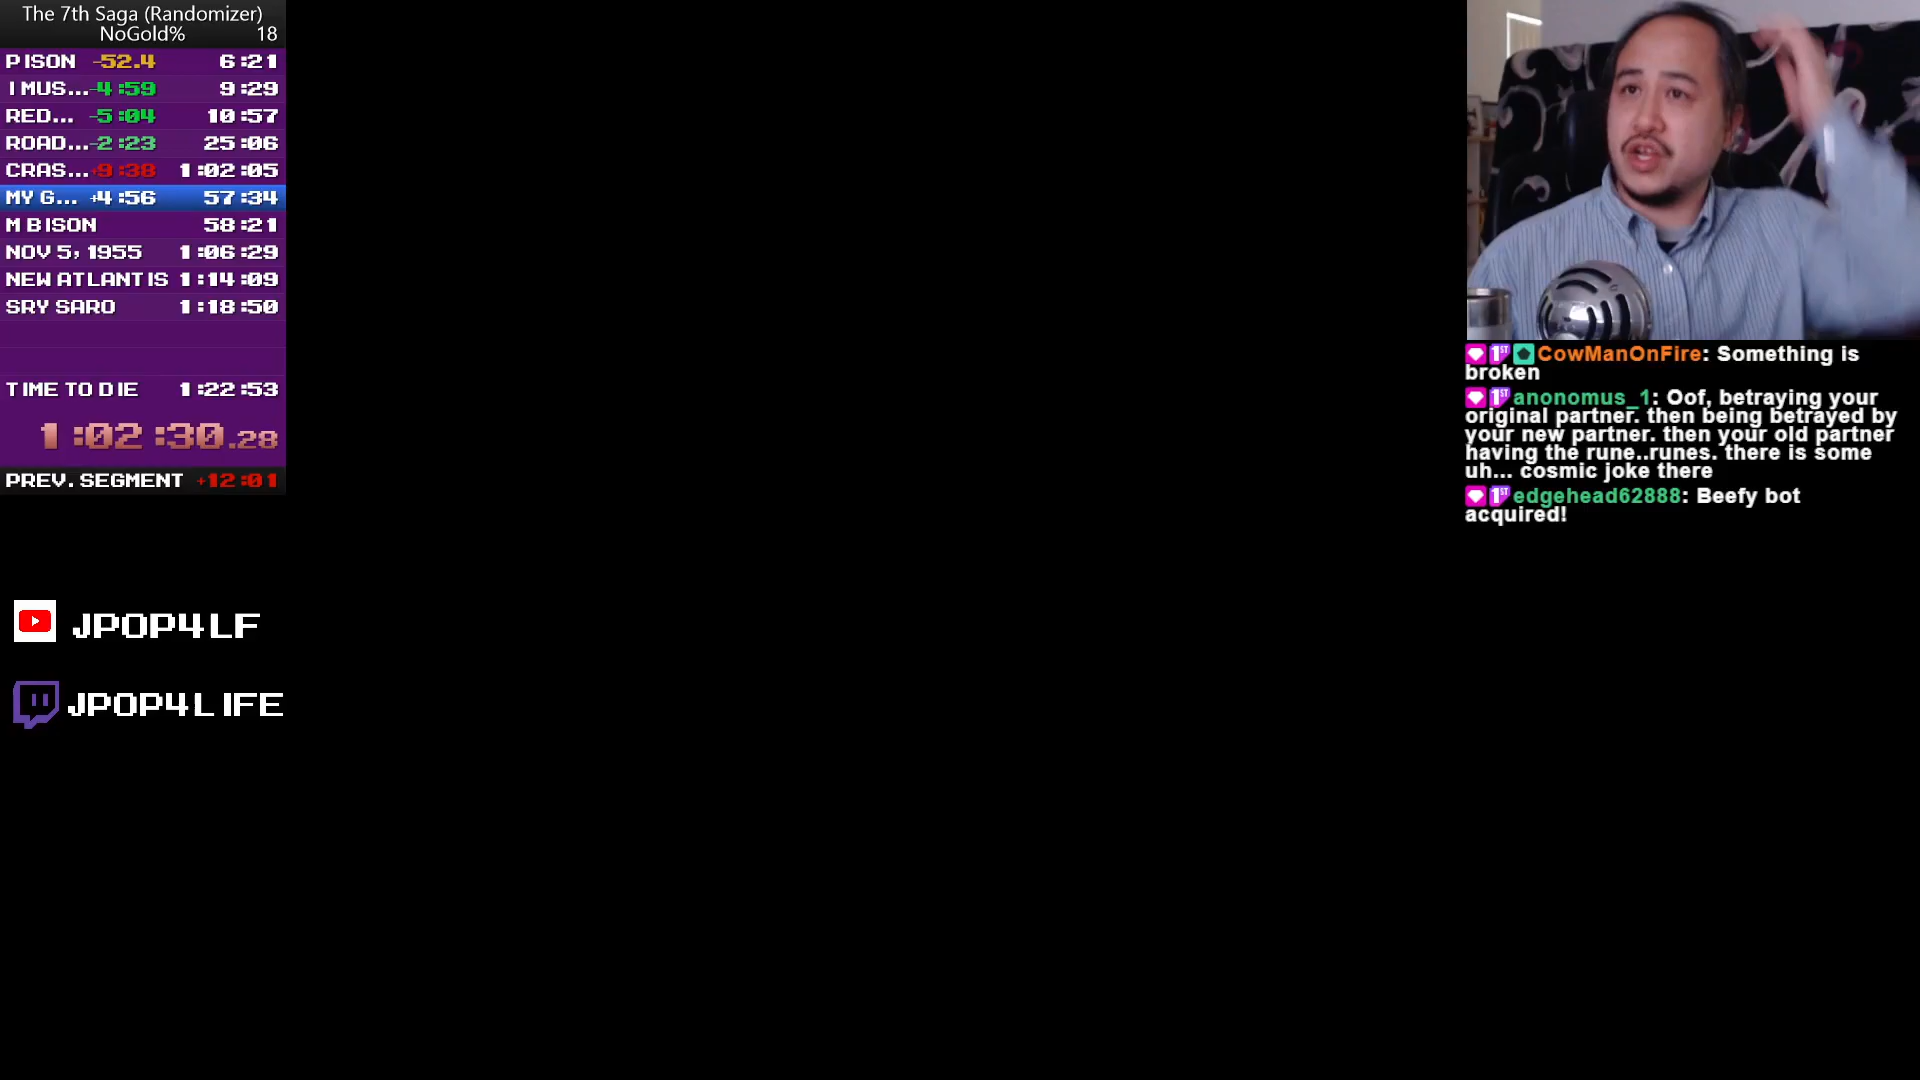 The 7th Saga (Randomizer)
NoGold% 18
PISON -52.4 6:21
I MUS... -4:59 9:29
RED... -5:04 10:57
ROAD... -2:23 25:06
CRAS... +9:38 1:02:05
MY G... +4:56 57:34
M BISON 58:21
NOV 5, 1955 1:06:29
NEW ATLANTIS 1:14:09
SRY SARO 1:18:50
TIME TO DIE 1:22:53
1:02:30.28
PREV. SEGMENT +12:01
JPOP4LF
JPOP4LIFE
1ST CowManOnFire: Something is
broken
1ST anonomus_1: Oof, betraying your
original partner. then being betrayed by
your new partner. then your old partner
having the rune..runes. there is some
uh... cosmic joke there
1ST edgehead62888: Beefy bot
acquired!